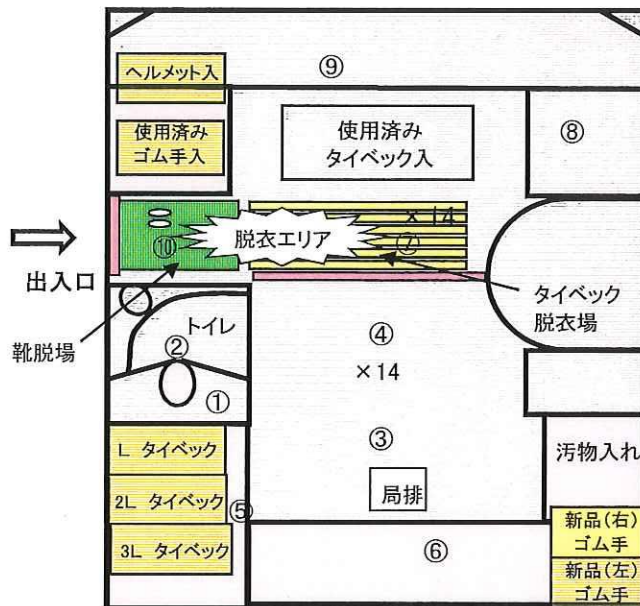 ⑨
ヘルメット入
使用済み
ゴム手入
使用済み
タイベック入
⑧
×14
脱衣エリア
⑩
⑦
出入口
靴脱場
タイベック
脱衣場
トイレ
②
①
④
×14
③
局排
L タイベック
2L タイベック
3L タイベック
⑤
⑥
汚物入れ
新品(右)
ゴム手
新品(左)
ゴム手